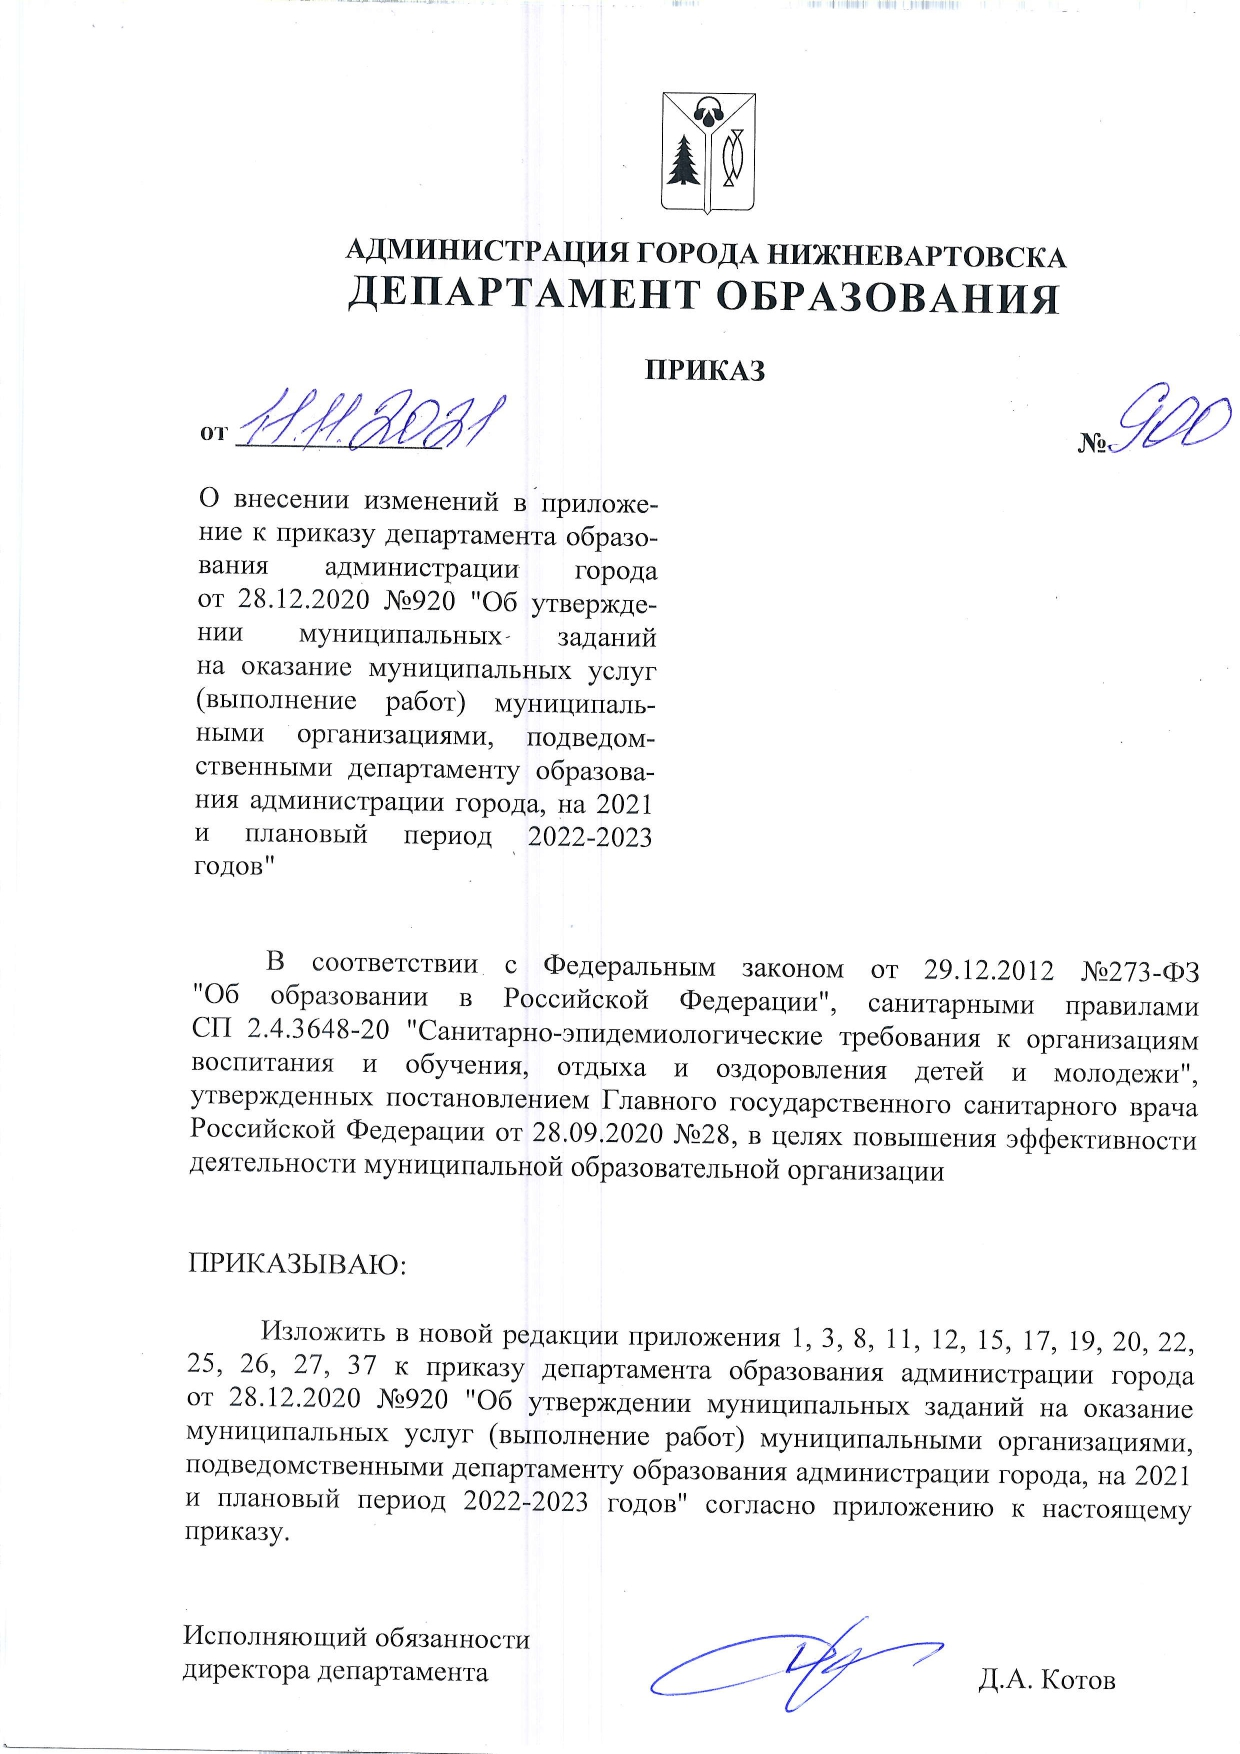 АДМИНИСТРАЦИЯ ГОРОДА НИЖНЕВАРТОВСКА
ДЕПАРТАМЕНТ ОБРАЗОВАНИЯ
ПРИКАЗ
от 11.11.2021 №900
О внесении изменений в приложе-
ние к приказу департамента образо-
вания администрации города
от 28.12.2020 №920 "Об утвержде-
нии муниципальных заданий
на оказание муниципальных услуг
(выполнение работ) муниципаль-
ными организациями, подведом-
ственными департаменту образова-
ния администрации города, на 2021
и плановый период 2022-2023
годов"
В соответствии с Федеральным законом от 29.12.2012 №273-ФЗ
"Об образовании в Российской Федерации", санитарными правилами
СП 2.4.3648-20 "Санитарно-эпидемиологические требования к организациям
воспитания и обучения, отдыха и оздоровления детей и молодежи",
утвержденных постановлением Главного государственного санитарного врача
Российской Федерации от 28.09.2020 №28, в целях повышения эффективности
деятельности муниципальной образовательной организации
ПРИКАЗЫВАЮ:
Изложить в новой редакции приложения 1, 3, 8, 11, 12, 15, 17, 19, 20, 22,
25, 26, 27, 37 к приказу департамента образования администрации города
от 28.12.2020 №920 "Об утверждении муниципальных заданий на оказание
муниципальных услуг (выполнение работ) муниципальными организациями,
подведомственными департаменту образования администрации города, на 2021
и плановый период 2022-2023 годов" согласно приложению к настоящему
приказу.
Исполняющий обязанности
директора департамента Д.А. Котов